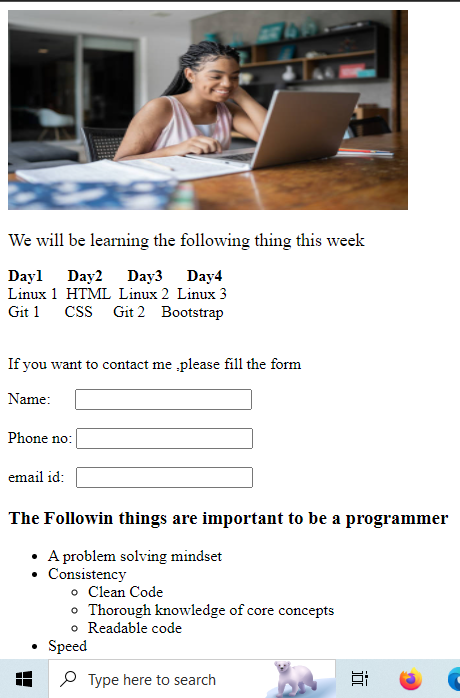 We will be learning the following thing this week
Day1 Day2 Day3 Day4
Linux 1 HTML Linux 2 Linux 3
Git 1 CSS Git 2 Bootstrap
If you want to contact me ,please fill the form
Name:
Phone no:
email id:
The Followin things are important to be a programmer
A problem solving mindset
Consistency
Clean Code
Thorough knowledge of core concepts
Readable code
Speed
Type here to search